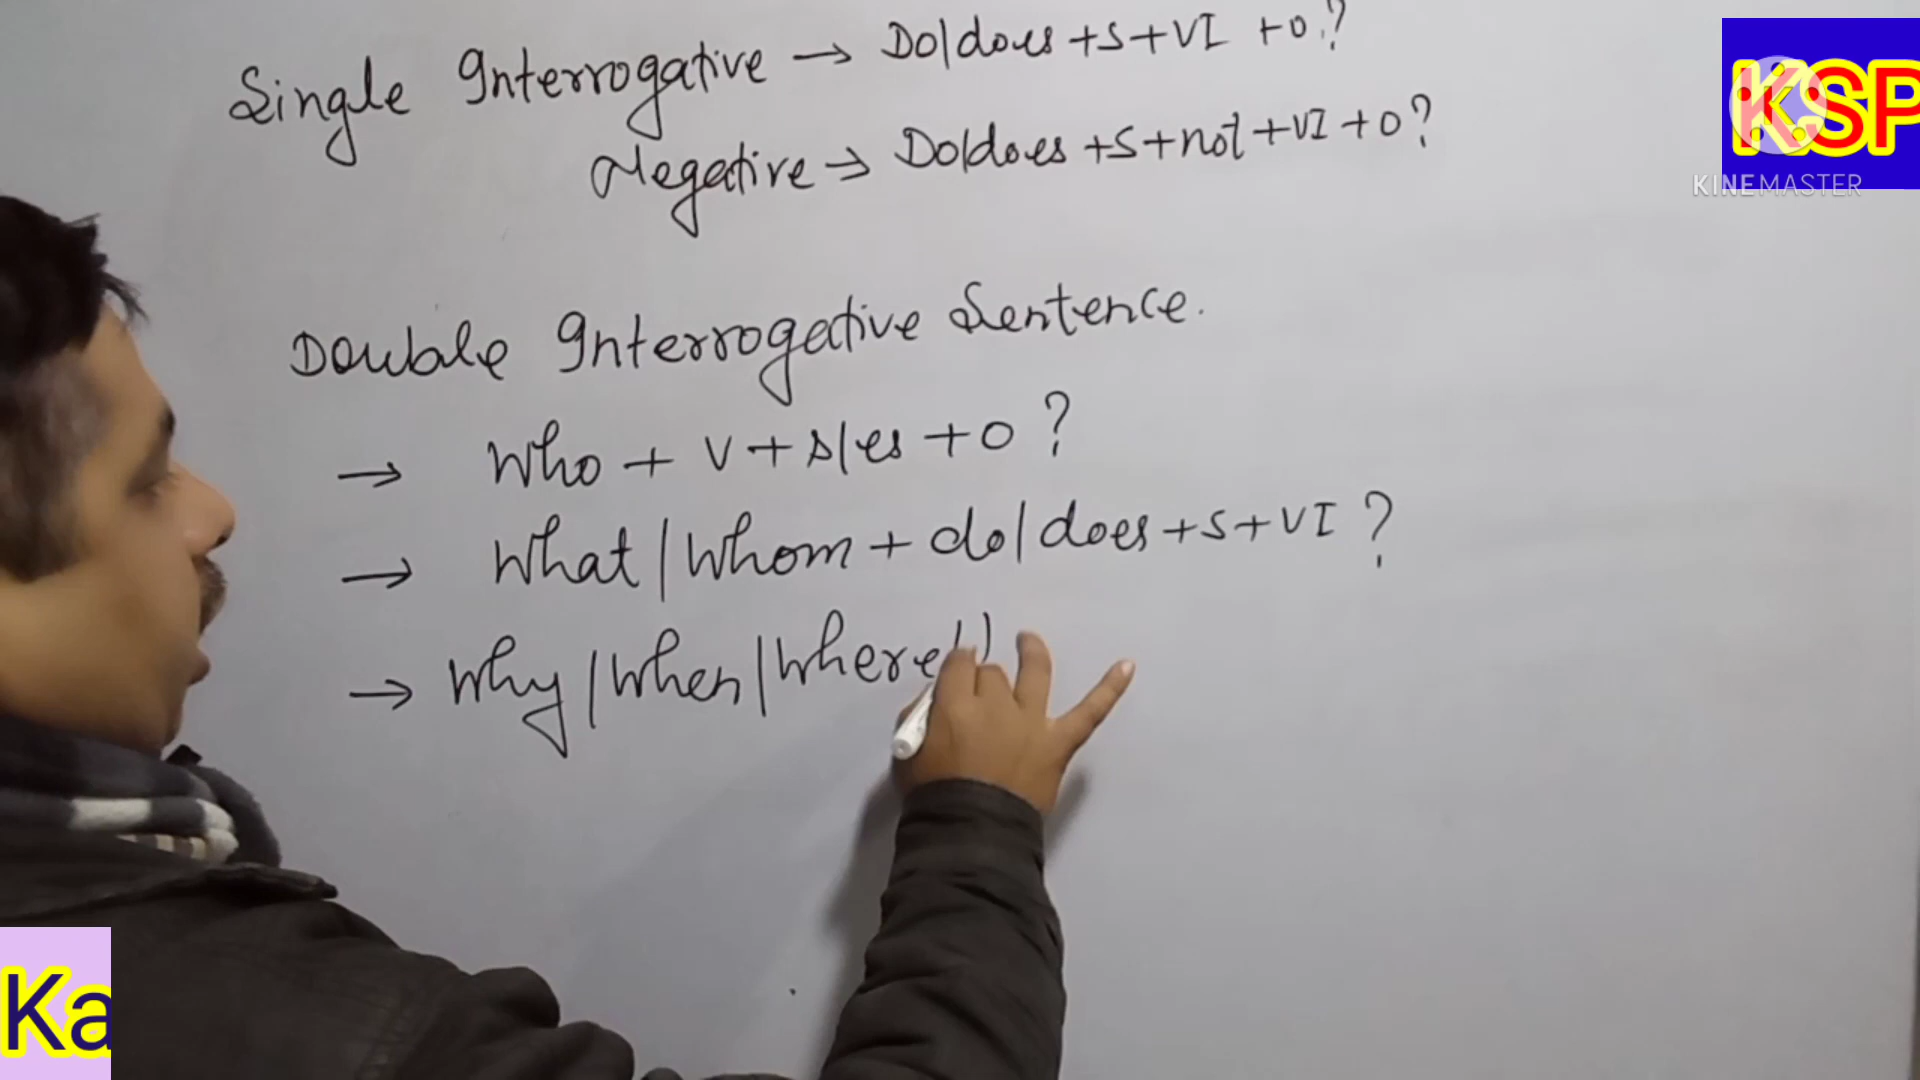 Single Interrogative → Do/does +S+VI +O.?
Negative → Do/does +S+not+VI+O?
Double Interrogative Sentence.
→ Who + V+s/es +O?
→ What/Whom + do/does+S+VI?
→ Why/When/Where/
KSP
KINEMASTER
Ka